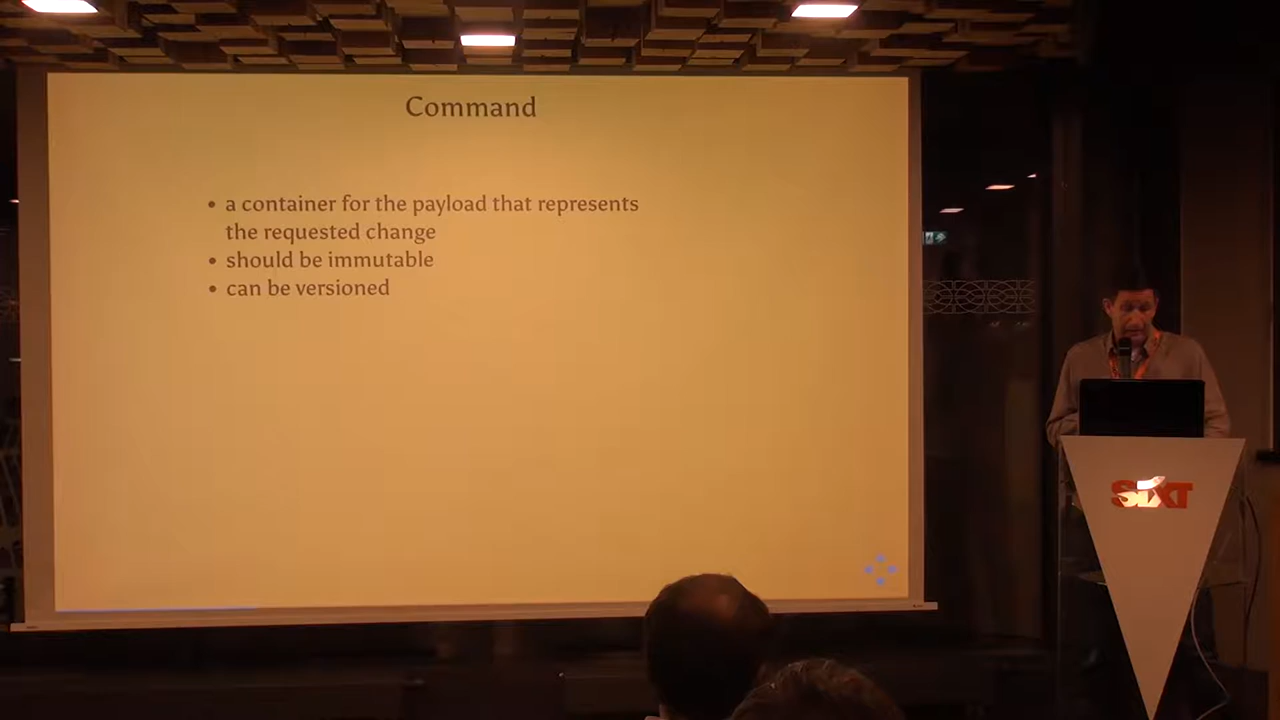 Command
• a container for the payload that represents
the requested change
• should be immutable
• can be versioned
SIXT